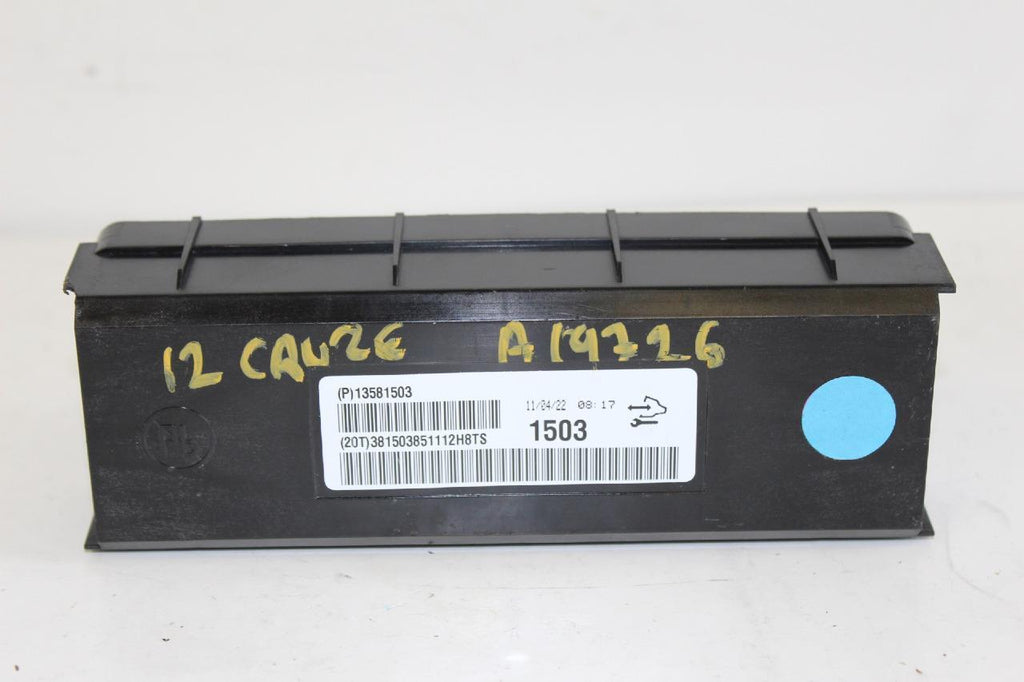 12 CRUZE A19726
(P)13581503
11/04/22 08:17
(20T)381503851112H8TS
1503